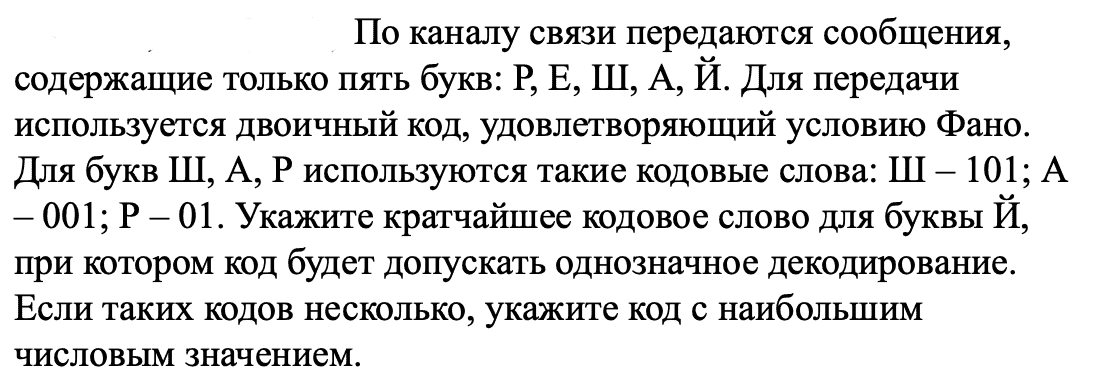 По каналу связи передаются сообщения,
содержащие только пять букв: Р, Е, Ш, А, Й. Для передачи
используется двоичный код, удовлетворяющий условию Фано.
Для букв Ш, А, Р используются такие кодовые слова: Ш – 101; А
– 001; Р – 01. Укажите кратчайшее кодовое слово для буквы Й,
при котором код будет допускать однозначное декодирование.
Если таких кодов несколько, укажите код с наибольшим
числовым значением.